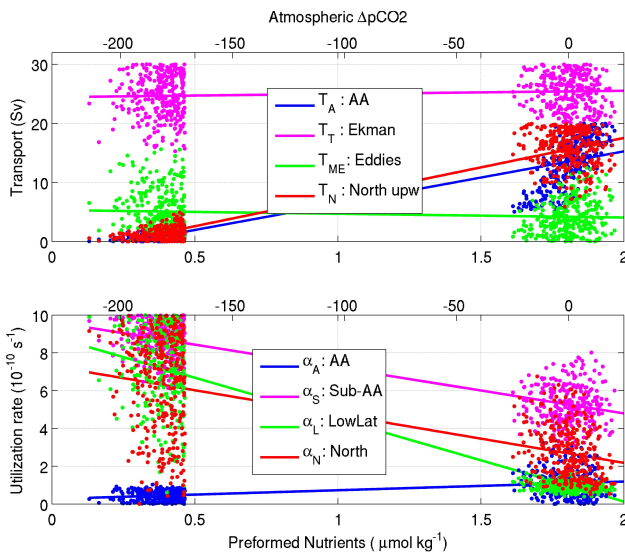 Atmospheric ΔpCO2
-200 -150 -100 -50 0
Transport (Sv)
30
20
10
0
T_A : AA
T_T : Ekman
T_ME: Eddies
T_N : North upw
0 0.5 1 1.5 2
-200 -150 -100 -50 0
Utilization rate (10^-10 s^-1)
10
8
6
4
2
0
α_A: AA
α_S: Sub-AA
α_L: LowLat
α_N: North
0 0.5 1 1.5 2
Preformed Nutrients ( μmol kg^-1)